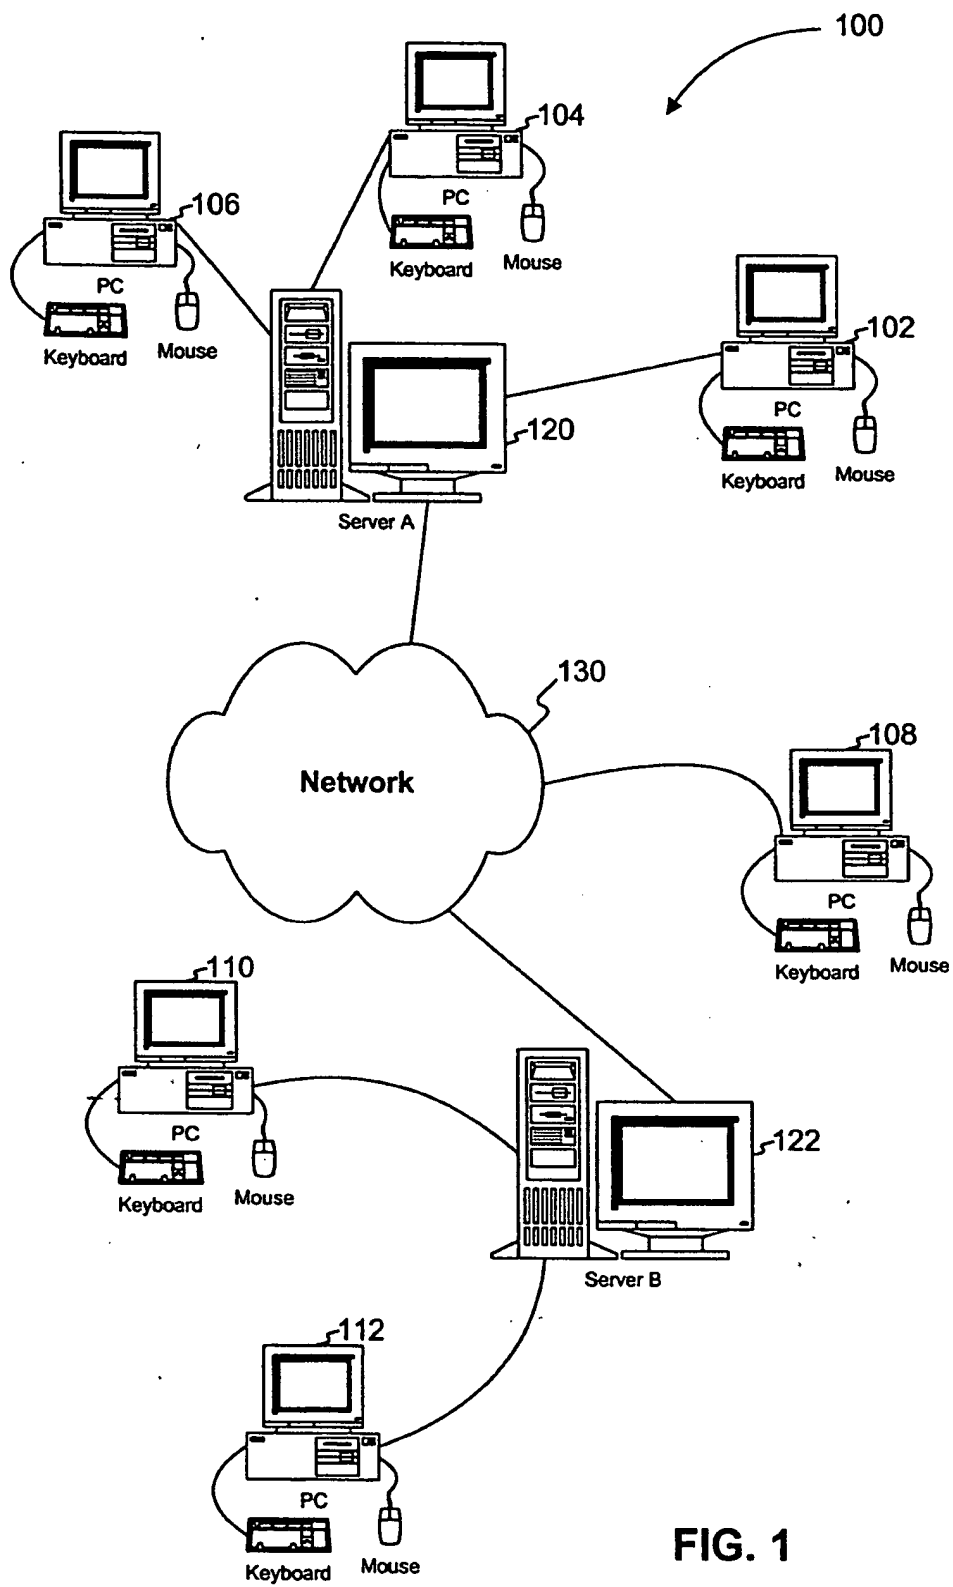 100
104
PC
Keyboard
Mouse
106
PC
Keyboard
Mouse
102
PC
Keyboard
Mouse
120
Server A
130
Network
108
PC
Keyboard
Mouse
110
PC
Keyboard
Mouse
122
Server B
112
PC
Keyboard
Mouse
FIG. 1